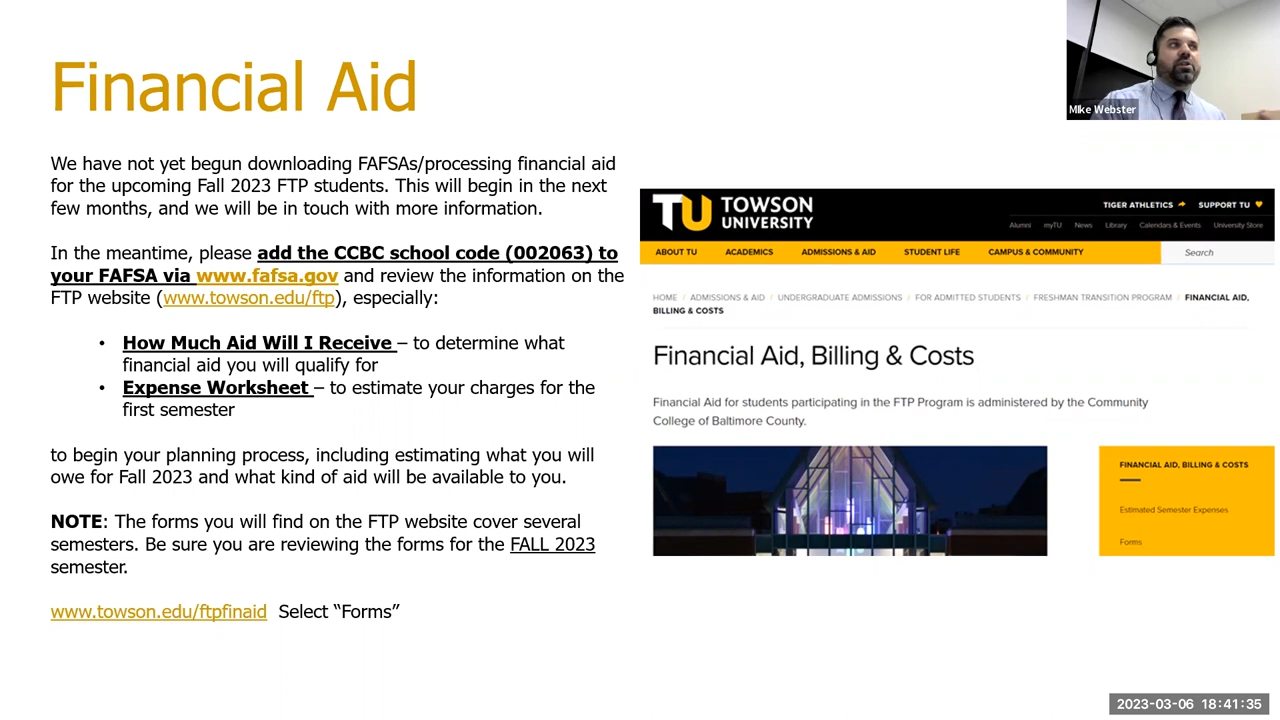 Financial Aid
We have not yet begun downloading FAFSAs/processing financial aid
for the upcoming Fall 2023 FTP students. This will begin in the next
few months, and we will be in touch with more information.
In the meantime, please add the CCBC school code (002063) to
your FAFSA via www.fafsa.gov and review the information on the
FTP website (www.towson.edu/ftp), especially:
• How Much Aid Will I Receive – to determine what
financial aid you will qualify for
• Expense Worksheet – to estimate your charges for the
first semester
to begin your planning process, including estimating what you will
owe for Fall 2023 and what kind of aid will be available to you.
NOTE: The forms you will find on the FTP website cover several
semesters. Be sure you are reviewing the forms for the FALL 2023
semester.
www.towson.edu/ftpfinaid Select “Forms”
Mike Webster
TU TOWSON
UNIVERSITY
TIGER ATHLETICS SUPPORT TU
Alumni myTU News Library Calendars & Events University Store
ABOUT TU ACADEMICS ADMISSIONS & AID STUDENT LIFE CAMPUS & COMMUNITY Search
HOME / ADMISSIONS & AID / UNDERGRADUATE ADMISSIONS / FOR ADMITTED STUDENTS / FRESHMAN TRANSITION PROGRAM / FINANCIAL AID,
BILLING & COSTS
Financial Aid, Billing & Costs
Financial Aid for students participating in the FTP Program is administered by the Community
College of Baltimore County.
FINANCIAL AID, BILLING & COSTS
Estimated Semester Expenses
Forms
2023-03-06 18:41:35